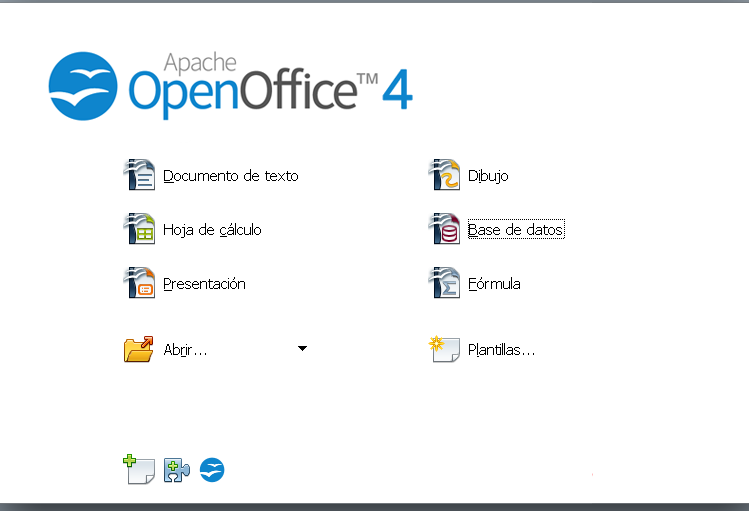 Apache
OpenOffice™ 4
Documento de texto
Dibujo
Hoja de cálculo
Base de datos
Presentación
Fórmula
Abrir...
Plantillas...